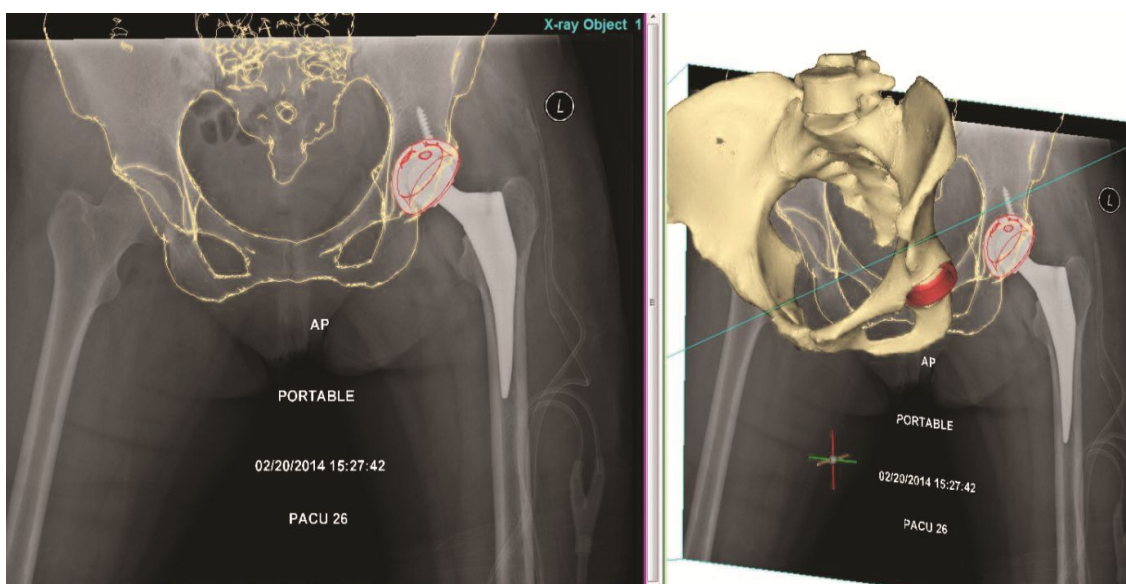 X-ray Object 1
L
AP
PORTABLE
02/20/2014 15:27:42
PACU 26
L
AP
PORTABLE
02/20/2014 15:27:42
PACU 26